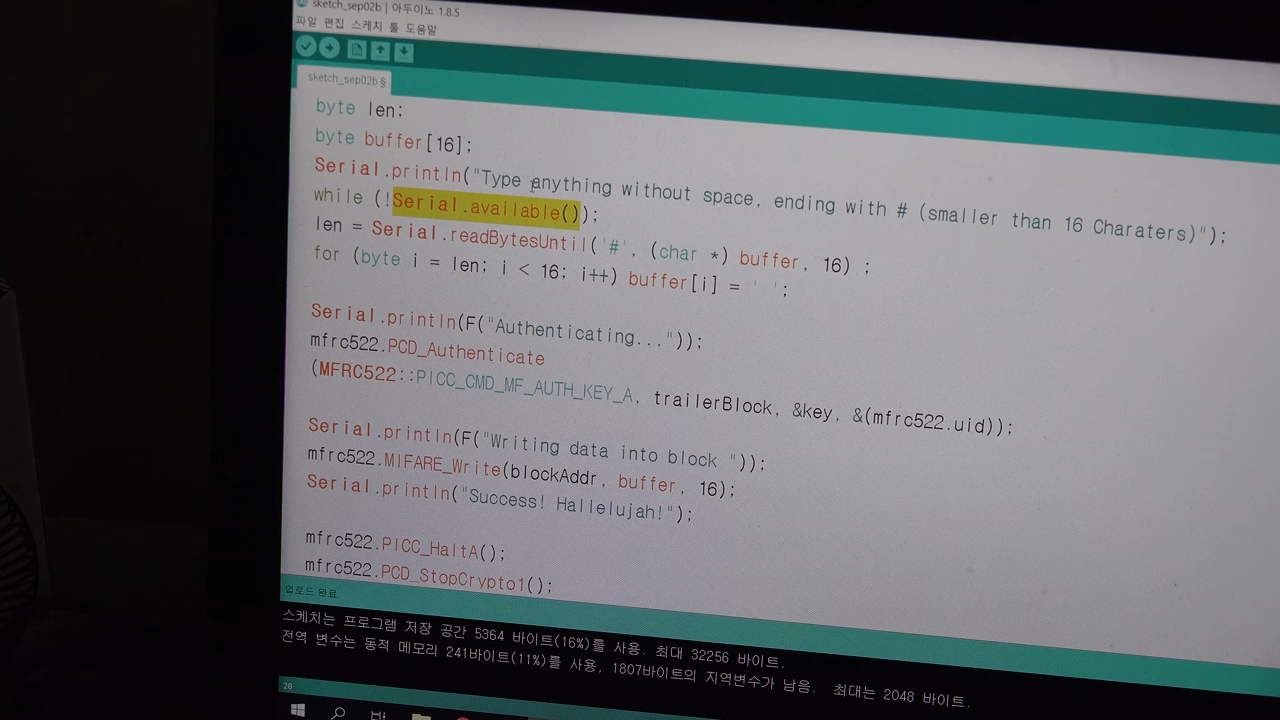 sketch_sep02b | 아두이노 1.8.5
파일 편집 스케치 툴 도움말
sketch_sep02b §
byte len;
byte buffer[16];
Serial.println("Type anything without space, ending with # (smaller than 16 Charaters)");
while (!Serial.available());
len = Serial.readBytesUntil('#', (char *) buffer, 16) ;
for (byte i = len; i < 16; i++) buffer[i] = ' ';
Serial.println(F("Authenticating..."));
mfrc522.PCD_Authenticate
(MFRC522::PICC_CMD_MF_AUTH_KEY_A, trailerBlock, &key, &(mfrc522.uid));
Serial.println(F("Writing data into block "));
mfrc522.MIFARE_Write(blockAddr, buffer, 16);
Serial.println("Success! Hallelujah!");
mfrc522.PICC_HaltA();
mfrc522.PCD_StopCrypto1();
업로드 완료.
스케치는 프로그램 저장 공간 5364 바이트(16%)를 사용. 최대 32256 바이트.
전역 변수는 동적 메모리 241바이트(11%)를 사용, 1807바이트의 지역변수가 남음.  최대는 2048 바이트.
28